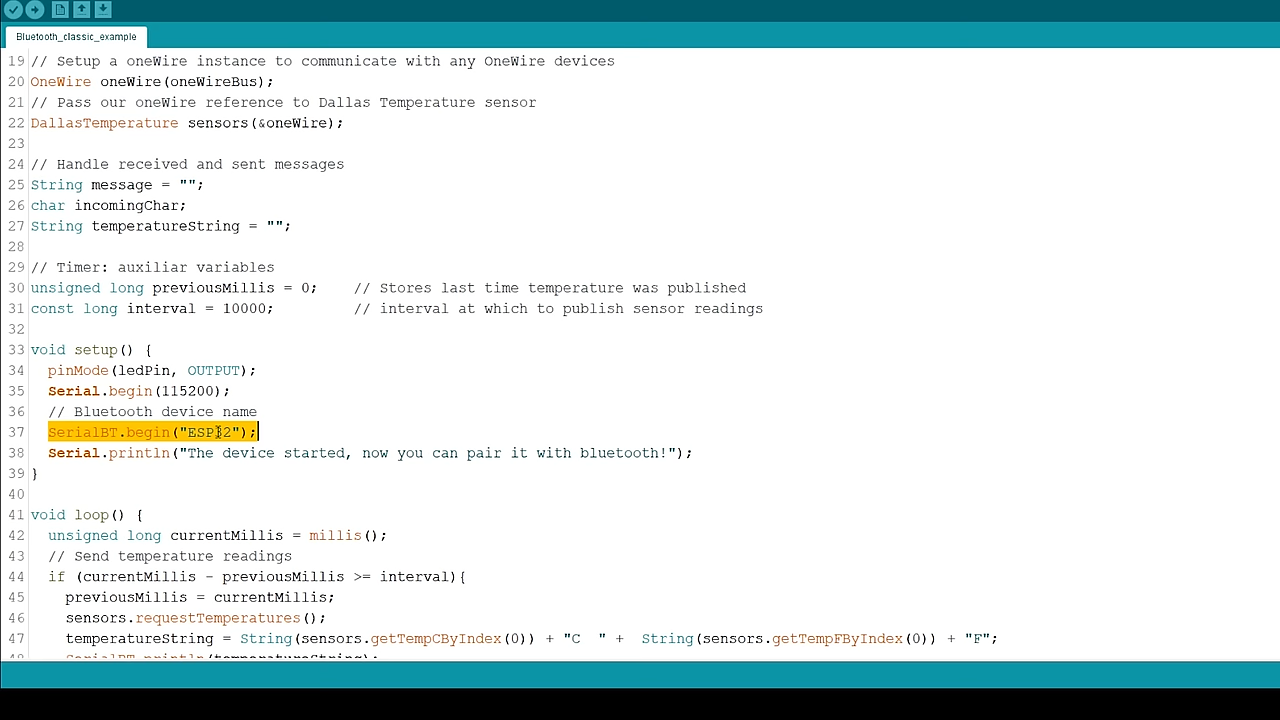 Bluetooth_classic_example
19 // Setup a oneWire instance to communicate with any OneWire devices
20 OneWire oneWire(oneWireBus);
21 // Pass our oneWire reference to Dallas Temperature sensor
22 DallasTemperature sensors(&oneWire);
23
24 // Handle received and sent messages
25 String message = "";
26 char incomingChar;
27 String temperatureString = "";
28
29 // Timer: auxiliar variables
30 unsigned long previousMillis = 0;    // Stores last time temperature was published
31 const long interval = 10000;         // interval at which to publish sensor readings
32
33 void setup() {
34   pinMode(ledPin, OUTPUT);
35   Serial.begin(115200);
36   // Bluetooth device name
37   SerialBT.begin("ESP32");
38   Serial.println("The device started, now you can pair it with bluetooth!");
39 }
40
41 void loop() {
42   unsigned long currentMillis = millis();
43   // Send temperature readings
44   if (currentMillis - previousMillis >= interval){
45     previousMillis = currentMillis;
46     sensors.requestTemperatures();
47     temperatureString = String(sensors.getTempCByIndex(0)) + "C  " +  String(sensors.getTempFByIndex(0)) + "F";
48     SerialBT.println(temperatureString);